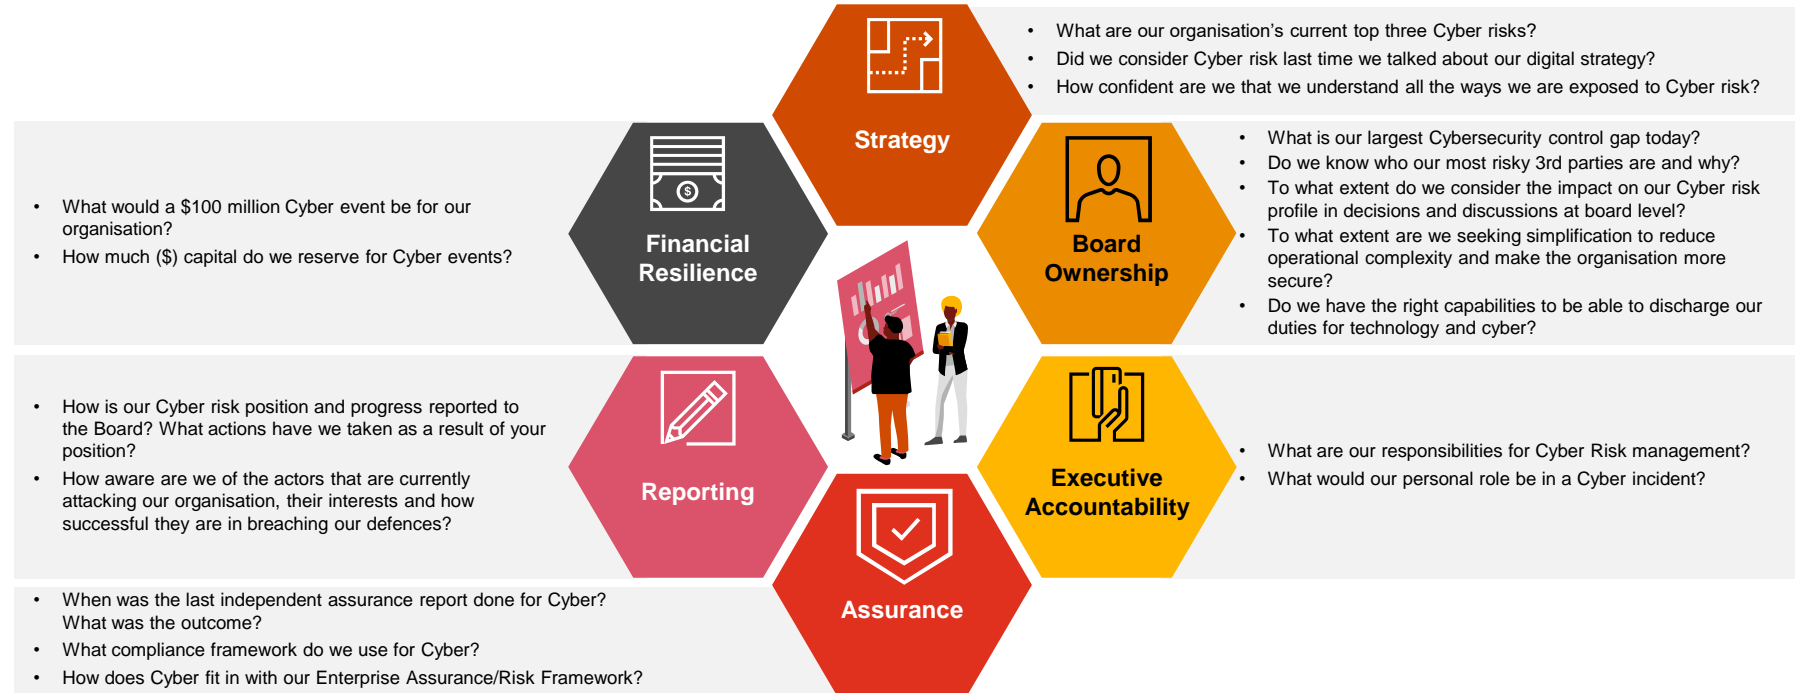 Strategy
• What are our organisation’s current top three Cyber risks?
• Did we consider Cyber risk last time we talked about our digital strategy?
• How confident are we that we understand all the ways we are exposed to Cyber risk?
Board
Ownership
• What is our largest Cybersecurity control gap today?
• Do we know who our most risky 3rd parties are and why?
• To what extent do we consider the impact on our Cyber risk
profile in decisions and discussions at board level?
• To what extent are we seeking simplification to reduce
operational complexity and make the organisation more
secure?
• Do we have the right capabilities to be able to discharge our
duties for technology and cyber?
Executive
Accountability
• What are our responsibilities for Cyber Risk management?
• What would our personal role be in a Cyber incident?
Assurance
• When was the last independent assurance report done for Cyber?
What was the outcome?
• What compliance framework do we use for Cyber?
• How does Cyber fit in with our Enterprise Assurance/Risk Framework?
Reporting
• How is our Cyber risk position and progress reported to
the Board? What actions have we taken as a result of your
position?
• How aware are we of the actors that are currently
attacking our organisation, their interests and how
successful they are in breaching our defences?
$
Financial
Resilience
• What would a $100 million Cyber event be for our
organisation?
• How much ($) capital do we reserve for Cyber events?